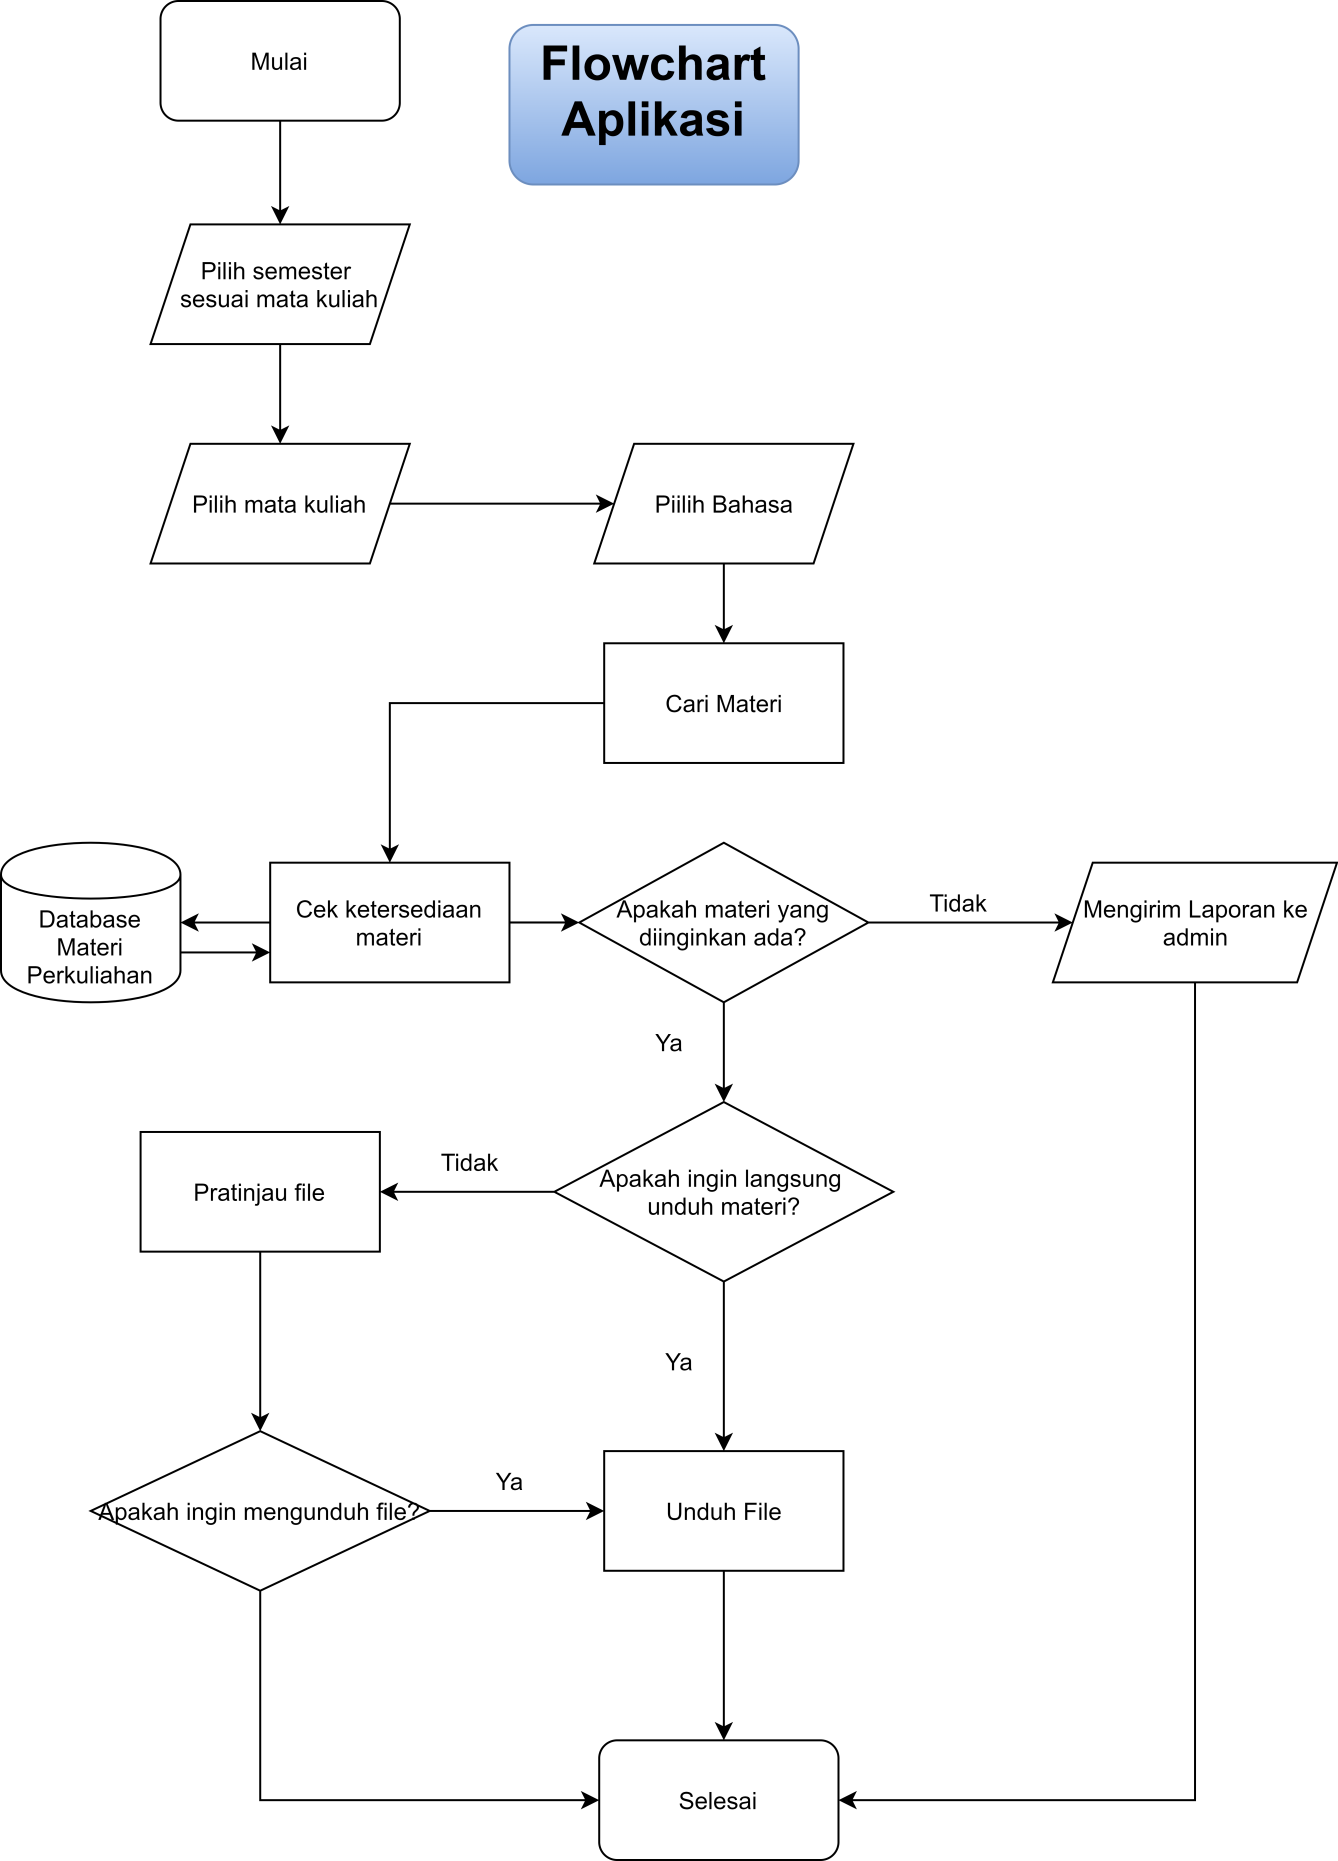 Mulai
Flowchart
Aplikasi
Pilih semester
sesuai mata kuliah
Pilih mata kuliah
Piilih Bahasa
Cari Materi
Database
Materi
Perkuliahan
Cek ketersediaan
materi
Apakah materi yang
diinginkan ada?
Tidak
Mengirim Laporan ke
admin
Ya
Pratinjau file
Tidak
Apakah ingin langsung
unduh materi?
Ya
Apakah ingin mengunduh file?
Ya
Unduh File
Selesai